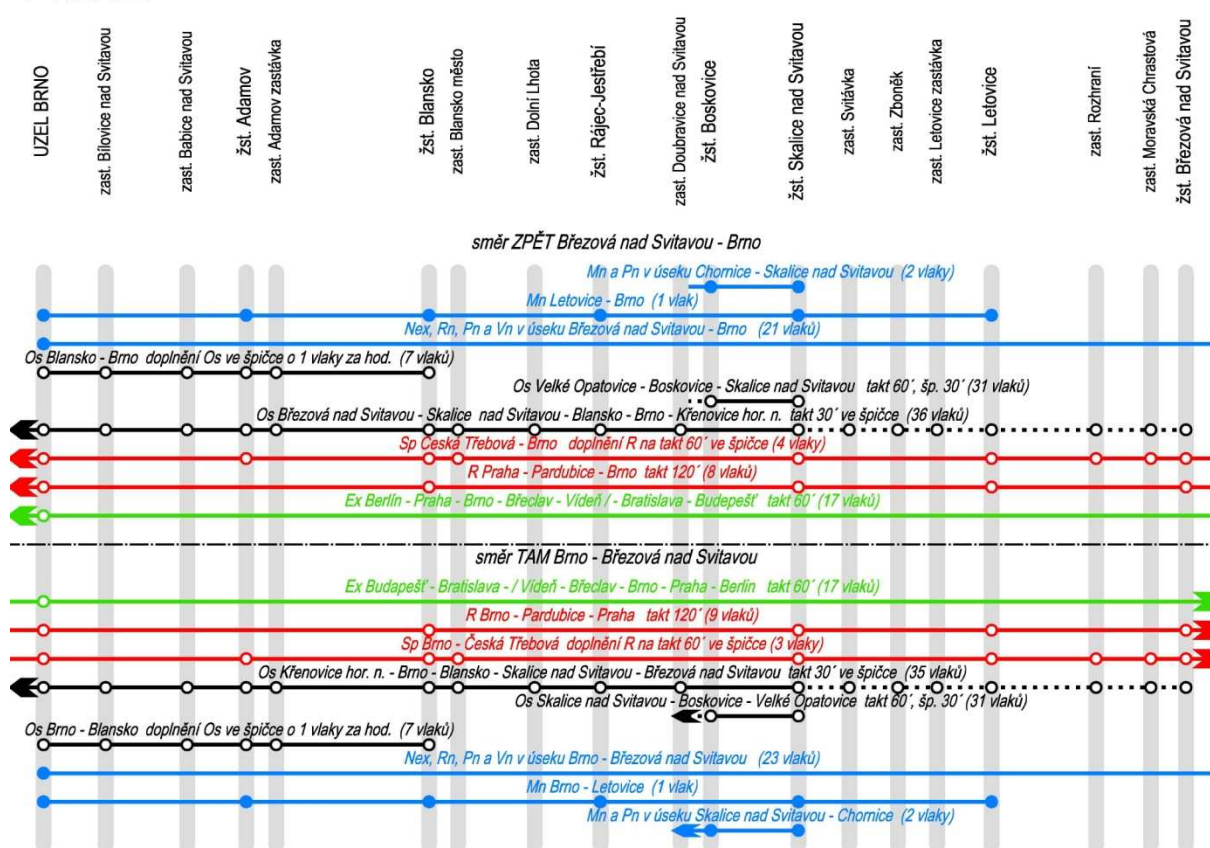 UZEL BRNO
zast. Bílovice nad Svitavou
zast. Babice nad Svitavou
žst. Adamov
zast. Adamov zastávka
žst. Blansko
zast. Blansko město
zast. Dolní Lhota
žst. Rájec-Jestřebí
zast. Doubravice nad Svitavou
žst. Boskovice
žst. Skalice nad Svitavou
zast. Svitávka
zast. Zboněk
zast. Letovice zastávka
žst. Letovice
zast. Rozhraní
zast. Moravská Chrastová
žst. Březová nad Svitavou
směr ZPĚT Březová nad Svitavou - Brno
Mn a Pn v úseku Chornice - Skalice nad Svitavou (2 vlaky)
Mn Letovice - Brno (1 vlak)
Nex, Rn, Pn a Vn v úseku Březová nad Svitavou - Brno (21 vlaků)
Os Blansko - Brno doplnění Os ve špičce o 1 vlaky za hod. (7 vlaků)
Os Velké Opatovice - Boskovice - Skalice nad Svitavou takt 60´, šp. 30´ (31 vlaků)
Os Březová nad Svitavou - Skalice nad Svitavou - Blansko - Brno - Křenovice hor. n. takt 30´ ve špičce (36 vlaků)
Sp Česká Třebová - Brno doplnění R na takt 60´ ve špičce (4 vlaky)
R Praha - Pardubice - Brno takt 120´ (8 vlaků)
Ex Berlín - Praha - Brno - Břeclav - Vídeň / - Bratislava - Budepešť takt 60´ (17 vlaků)
směr TAM Brno - Březová nad Svitavou
Ex Budapešť - Bratislava - / Vídeň - Břeclav - Brno - Praha - Berlín takt 60´ (17 vlaků)
R Brno - Pardubice - Praha takt 120´ (9 vlaků)
Sp Brno - Česká Třebová doplnění R na takt 60´ ve špičce (3 vlaky)
Os Křenovice hor. n. - Brno - Blansko - Skalice nad Svitavou - Březová nad Svitavou takt 30´ ve špičce (35 vlaků)
Os Skalice nad Svitavou - Boskovice - Velké Opatovice takt 60´, šp. 30´ (31 vlaků)
Os Brno - Blansko doplnění Os ve špičce o 1 vlaky za hod. (7 vlaků)
Nex, Rn, Pn a Vn v úseku Brno - Březová nad Svitavou (23 vlaků)
Mn Brno - Letovice (1 vlak)
Mn a Pn v úseku Skalice nad Svitavou - Chornice (2 vlaky)